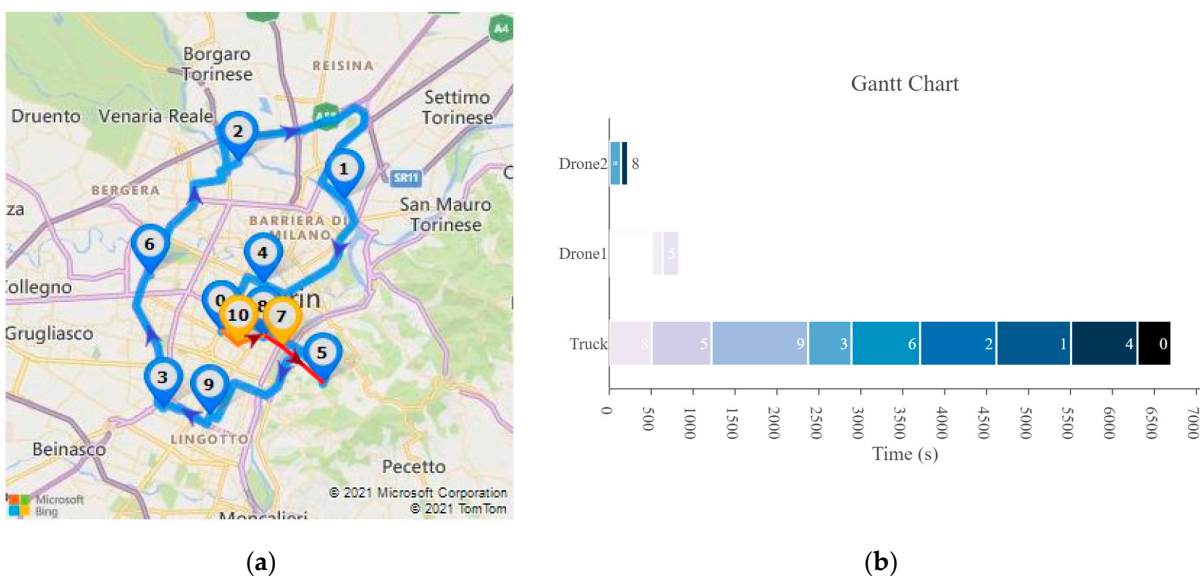 A4
Borgaro
Torinese
REISINA
Settimo
Torinese
Druento
Venaria Reale
2
1
SR11
BERGERA
San Mauro
Torinese
BARRIERA DI
MILANO
6
4
ollegno
0
8
rin
10
7
Grugliasco
5
3
9
LINGOTTO
Beinasco
Pecetto
Moncalieri
Microsoft
Bing
© 2021 Microsoft Corporation
© 2021 TomTom
(a)
Gantt Chart
Drone2
8
Drone1
5
Truck
8 5 9 3 6 2 1 4 0
0 500 1000 1500 2000 2500 3000 3500 4000 4500 5000 5500 6000 6500 7000
Time (s)
(b)